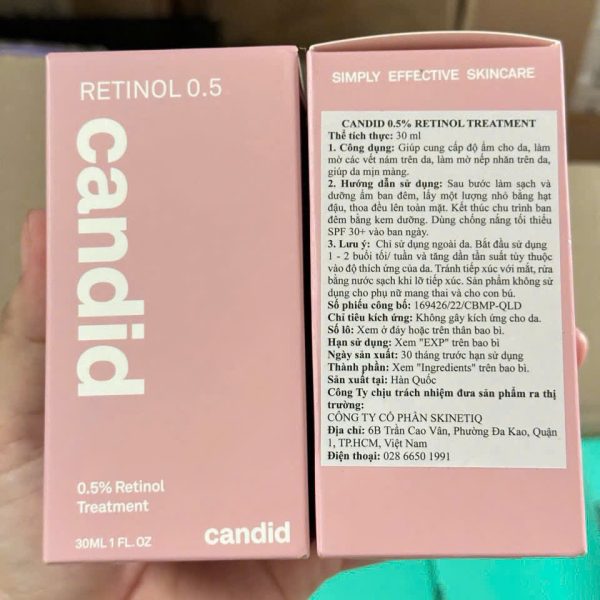 RETINOL 0.5
candid
0.5% Retinol
Treatment
30ML 1 FL. OZ
candid
SIMPLY EFFECTIVE SKINCARE
CANDID 0.5% RETINOL TREATMENT
Thể tích thực: 30 ml
1. Công dụng: Giúp cung cấp độ ẩm cho da, làm
mờ các vết nám trên da, làm mờ nếp nhăn trên da,
giúp da mịn màng.
2. Hướng dẫn sử dụng: Sau bước làm sạch và
dưỡng ẩm ban đêm, lấy một lượng nhỏ bằng hạt
đậu, thoa đều lên toàn mặt. Kết thúc chu trình ban
đêm bằng kem dưỡng. Dùng chống nắng tối thiểu
SPF 30+ vào ban ngày.
3. Lưu ý: Chỉ sử dụng ngoài da. Bắt đầu sử dụng
1 - 2 buổi tối/ tuần và tăng dần tần suất tùy thuộc
vào độ thích ứng của da. Tránh tiếp xúc với mắt, rửa
bằng nước sạch khi lỡ tiếp xúc. Sản phẩm không sử
dụng cho phụ nữ mang thai và cho con bú.
Số phiếu công bố: 169426/22/CBMP-QLD
Chỉ tiêu kích ứng: Không gây kích ứng cho da.
Số lô: Xem ở đáy hoặc trên thân bao bì.
Hạn sử dụng: Xem "EXP" trên bao bì
Ngày sản xuất: 30 tháng trước hạn sử dụng
Thành phần: Xem "Ingredients" trên bao bì.
Sản xuất tại: Hàn Quốc
Công Ty chịu trách nhiệm đưa sản phẩm ra thị
trường:
CÔNG TY CỔ PHẦN SKINETIQ
Địa chỉ: 6B Trần Cao Vân, Phường Đa Kao, Quận
1, TP.HCM, Việt Nam
Điện thoại: 028 6650 1991